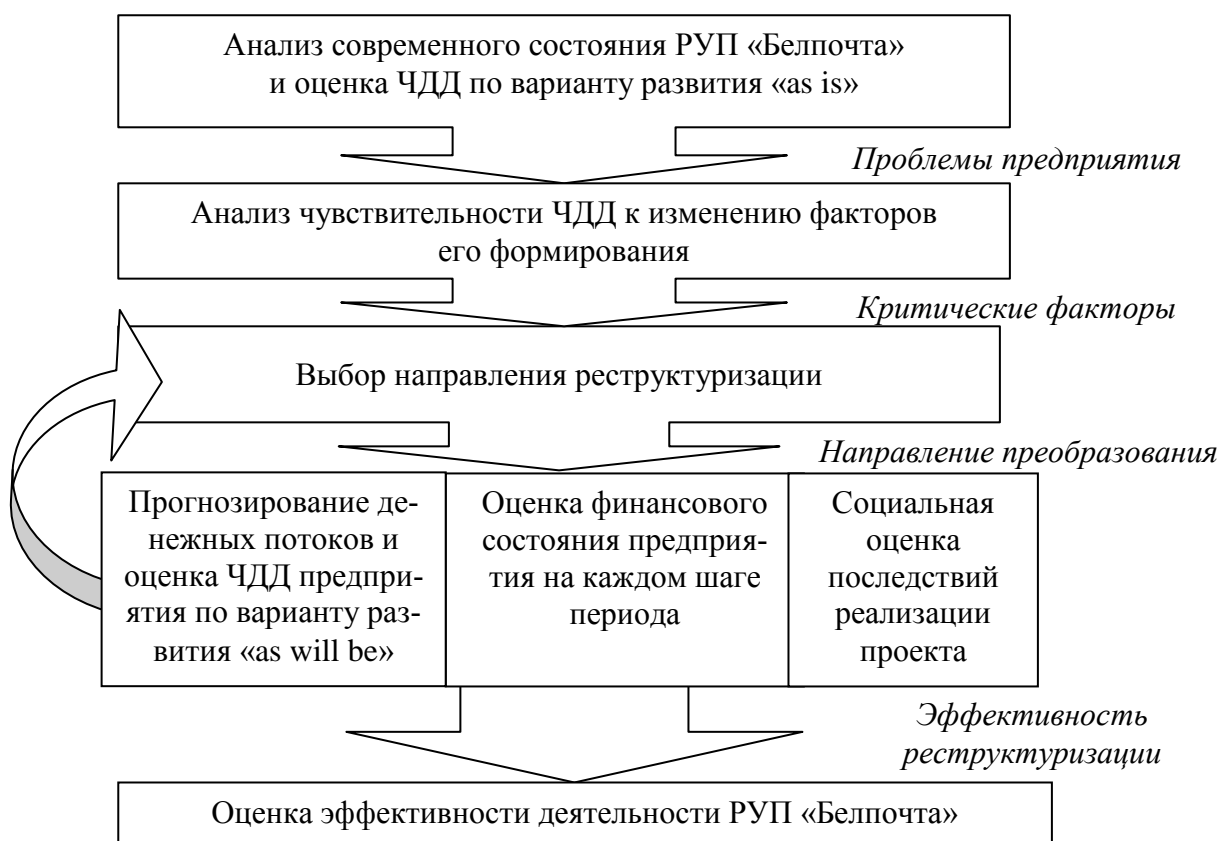 Анализ современного состояния РУП «Белпочта»
и оценка ЧДД по варианту развития «as is»
Проблемы предприятия
Анализ чувствительности ЧДД к изменению факторов
его формирования
Критические факторы
Выбор направления реструктуризации
Направление преобразования
Прогнозирование де-
нежных потоков и
оценка ЧДД предпри-
ятия по варианту раз-
вития «as will be»
Оценка финансового
состояния предприя-
тия на каждом шаге
периода
Социальная
оценка
последствий
реализации
проекта
Эффективность
реструктуризации
Оценка эффективности деятельности РУП «Белпочта»